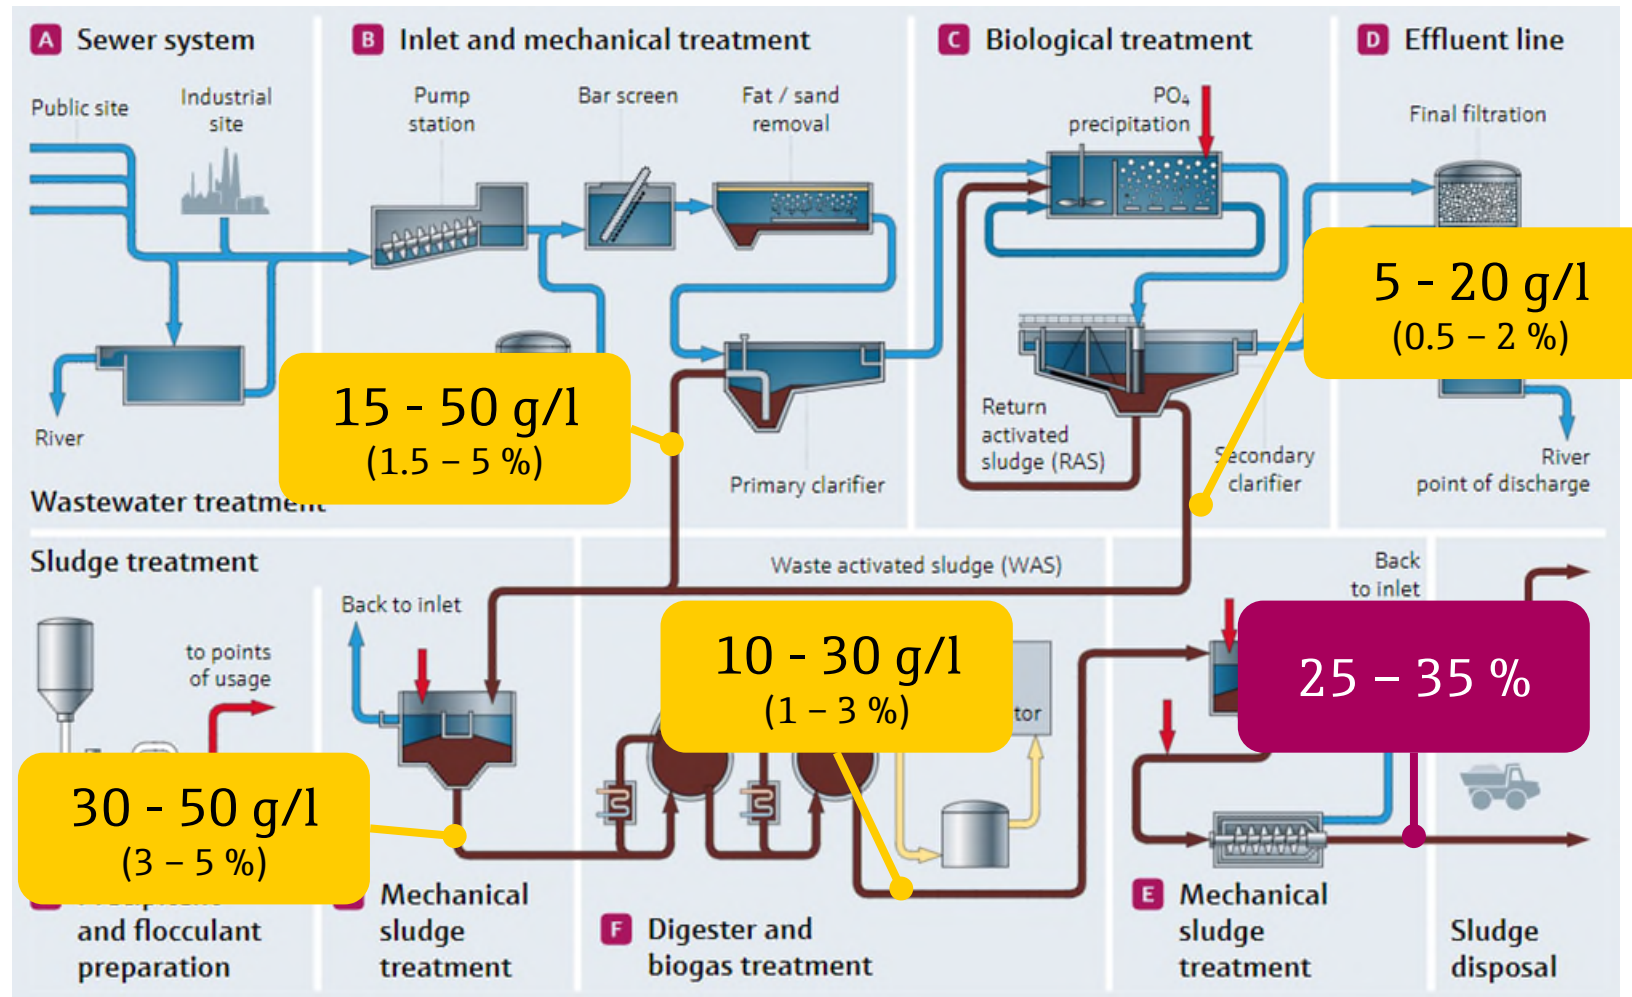 A Sewer system
Public site
Industrial
site
River
Wastewater treatment
B Inlet and mechanical treatment
Pump
station
Bar screen
Fat / sand
removal
15 - 50 g/l
(1.5 – 5 %)
Primary clarifier
C Biological treatment
PO₄
precipitation
Return
activated
sludge (RAS)
Secondary
clarifier
D Effluent line
Final filtration
5 - 20 g/l
(0.5 – 2 %)
River
point of discharge
Sludge treatment
to points
of usage
30 - 50 g/l
(3 – 5 %)
and flocculant
preparation
Back to inlet
Mechanical
sludge
treatment
Waste activated sludge (WAS)
10 - 30 g/l
(1 – 3 %)
F Digester and
biogas treatment
Back
to inlet
25 – 35 %
E Mechanical
sludge
treatment
Sludge
disposal